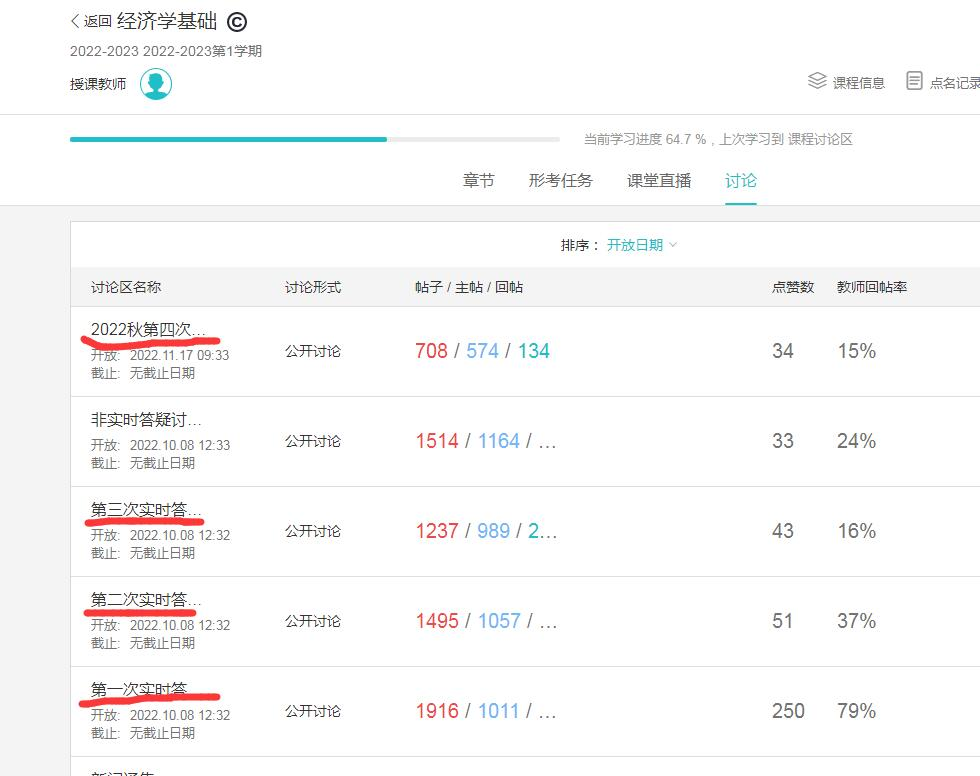 返回 经济学基础 ©
2022-2023 2022-2023第1学期
授课教师
课程信息 点名记录
当前学习进度 64.7 %，上次学习到 课程讨论区
章节 形考任务 课堂直播 讨论
排序： 开放日期
讨论区名称 讨论形式 帖子 / 主帖 / 回帖 点赞数 教师回帖率
2022秋第四次...
开放: 2022.11.17 09:33
截止: 无截止日期
公开讨论 708 / 574 / 134 34 15%
非实时答疑讨...
开放: 2022.10.08 12:33
截止: 无截止日期
公开讨论 1514 / 1164 / ... 33 24%
第三次实时答...
开放: 2022.10.08 12:32
截止: 无截止日期
公开讨论 1237 / 989 / 2... 43 16%
第二次实时答...
开放: 2022.10.08 12:32
截止: 无截止日期
公开讨论 1495 / 1057 / ... 51 37%
第一次实时答...
开放: 2022.10.08 12:32
截止: 无截止日期
公开讨论 1916 / 1011 / ... 250 79%